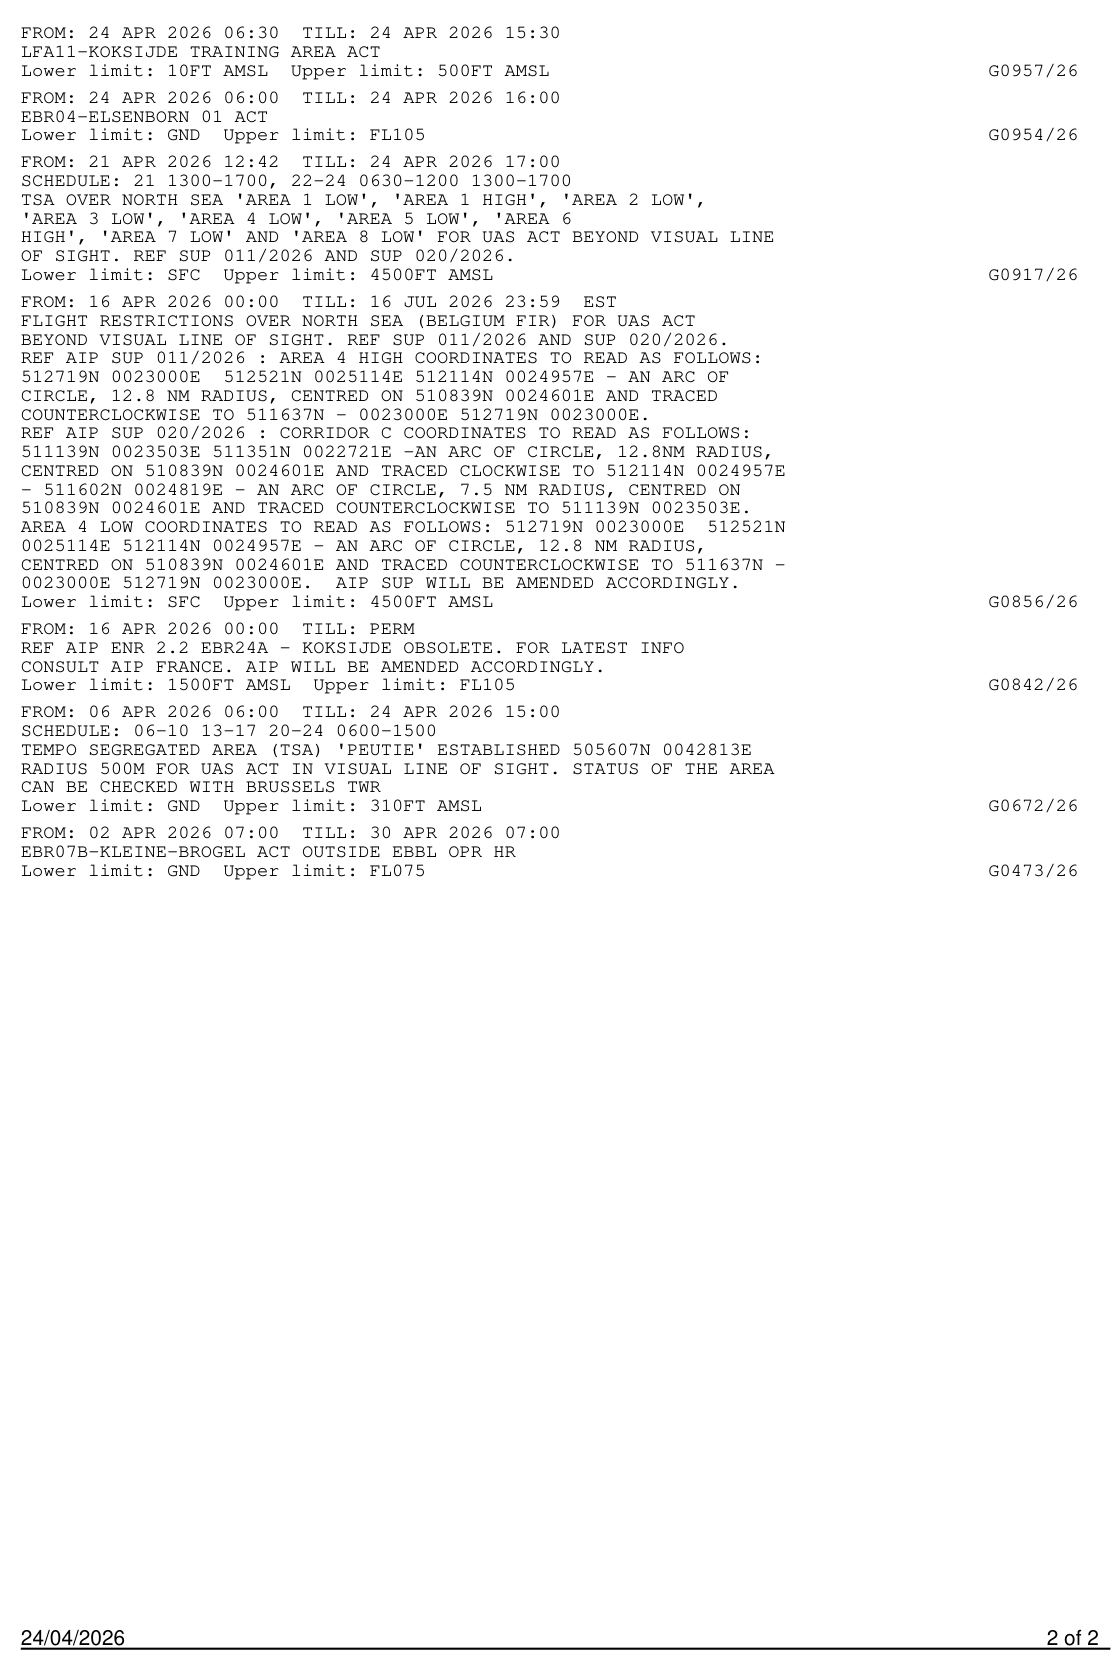 FROM: 24 APR 2026 06:30  TILL: 24 APR 2026 15:30
LFA11-KOKSIJDE TRAINING AREA ACT
Lower limit: 10FT AMSL  Upper limit: 500FT AMSL G0957/26
FROM: 24 APR 2026 06:00  TILL: 24 APR 2026 16:00
EBR04-ELSENBORN 01 ACT
Lower limit: GND  Upper limit: FL105 G0954/26
FROM: 21 APR 2026 12:42  TILL: 24 APR 2026 17:00
SCHEDULE: 21 1300-1700, 22-24 0630-1200 1300-1700
TSA OVER NORTH SEA 'AREA 1 LOW', 'AREA 1 HIGH', 'AREA 2 LOW',
'AREA 3 LOW', 'AREA 4 LOW', 'AREA 5 LOW', 'AREA 6
HIGH', 'AREA 7 LOW' AND 'AREA 8 LOW' FOR UAS ACT BEYOND VISUAL LINE
OF SIGHT. REF SUP 011/2026 AND SUP 020/2026.
Lower limit: SFC  Upper limit: 4500FT AMSL G0917/26
FROM: 16 APR 2026 00:00  TILL: 16 JUL 2026 23:59  EST
FLIGHT RESTRICTIONS OVER NORTH SEA (BELGIUM FIR) FOR UAS ACT
BEYOND VISUAL LINE OF SIGHT. REF SUP 011/2026 AND SUP 020/2026.
REF AIP SUP 011/2026 : AREA 4 HIGH COORDINATES TO READ AS FOLLOWS:
512719N 0023000E  512521N 0025114E 512114N 0024957E - AN ARC OF
CIRCLE, 12.8 NM RADIUS, CENTRED ON 510839N 0024601E AND TRACED
COUNTERCLOCKWISE TO 511637N - 0023000E 512719N 0023000E.
REF AIP SUP 020/2026 : CORRIDOR C COORDINATES TO READ AS FOLLOWS:
511139N 0023503E 511351N 0022721E -AN ARC OF CIRCLE, 12.8NM RADIUS,
CENTRED ON 510839N 0024601E AND TRACED CLOCKWISE TO 512114N 0024957E
- 511602N 0024819E - AN ARC OF CIRCLE, 7.5 NM RADIUS, CENTRED ON
510839N 0024601E AND TRACED COUNTERCLOCKWISE TO 511139N 0023503E.
AREA 4 LOW COORDINATES TO READ AS FOLLOWS: 512719N 0023000E  512521N
0025114E 512114N 0024957E - AN ARC OF CIRCLE, 12.8 NM RADIUS,
CENTRED ON 510839N 0024601E AND TRACED COUNTERCLOCKWISE TO 511637N -
0023000E 512719N 0023000E.  AIP SUP WILL BE AMENDED ACCORDINGLY.
Lower limit: SFC  Upper limit: 4500FT AMSL G0856/26
FROM: 16 APR 2026 00:00  TILL: PERM
REF AIP ENR 2.2 EBR24A - KOKSIJDE OBSOLETE. FOR LATEST INFO
CONSULT AIP FRANCE. AIP WILL BE AMENDED ACCORDINGLY.
Lower limit: 1500FT AMSL  Upper limit: FL105 G0842/26
FROM: 06 APR 2026 06:00  TILL: 24 APR 2026 15:00
SCHEDULE: 06-10 13-17 20-24 0600-1500
TEMPO SEGREGATED AREA (TSA) 'PEUTIE' ESTABLISHED 505607N 0042813E
RADIUS 500M FOR UAS ACT IN VISUAL LINE OF SIGHT. STATUS OF THE AREA
CAN BE CHECKED WITH BRUSSELS TWR
Lower limit: GND  Upper limit: 310FT AMSL G0672/26
FROM: 02 APR 2026 07:00  TILL: 30 APR 2026 07:00
EBR07B-KLEINE-BROGEL ACT OUTSIDE EBBL OPR HR
Lower limit: GND  Upper limit: FL075 G0473/26
24/04/2026 2 of 2